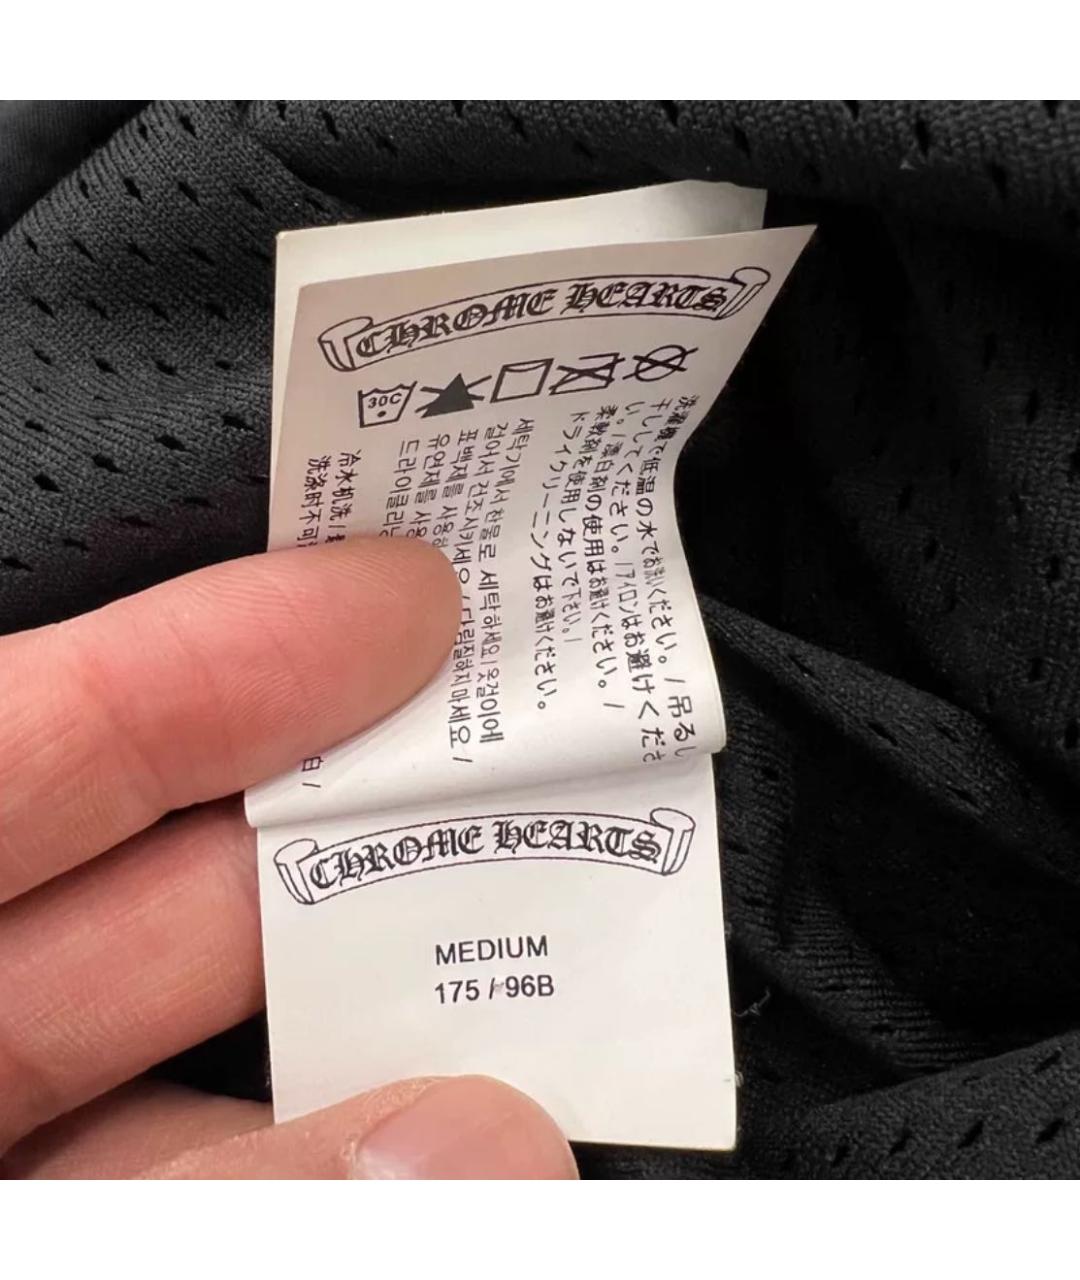 CHROME HEARTS
30C
洗濯機で低温の水でお洗いください。/ 吊るし
干ししてください。/アイロンはお避けくださ
い。/漂白剤の使用はお避けください。/
柔軟剤を使用しないで下さい。/
ドライクリーニングはお避けください。
세탁기에서 찬물로 세탁하세요/옷걸이에
걸어서 건조시키세요/다림질하지마세요/
표백제를 사용하
유연제를 사용
드라이클리닝
冷水机洗/
洗涤时不可
白/
CHROME HEARTS
MEDIUM
175 / 96B